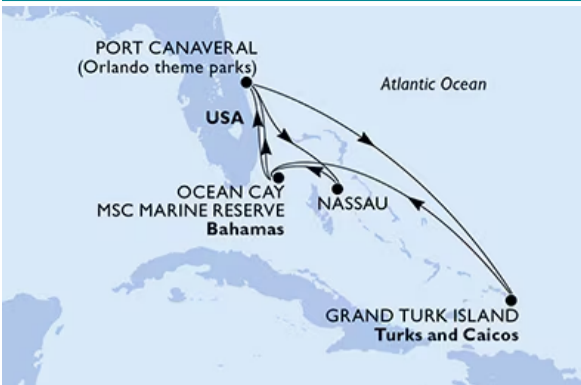 PORT CANAVERAL
(Orlando theme parks)
Atlantic Ocean
USA
OCEAN CAY
MSC MARINE RESERVE
Bahamas
NASSAU
GRAND TURK ISLAND
Turks and Caicos